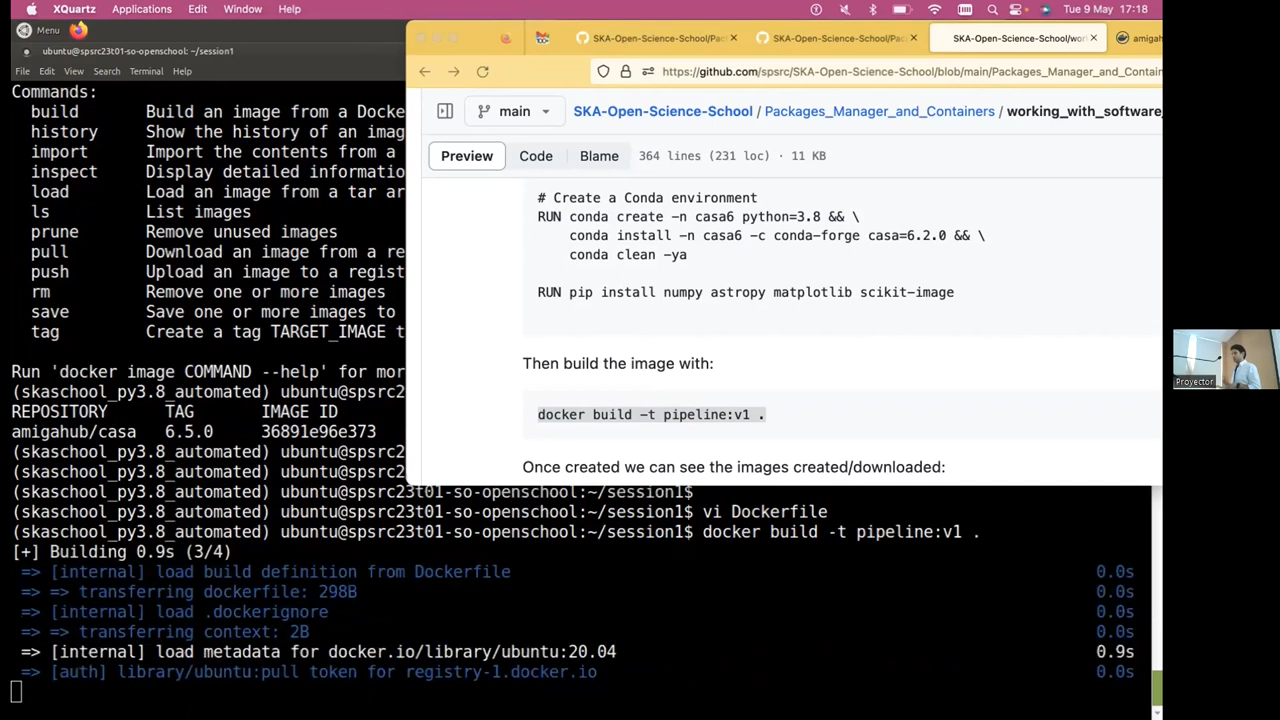 XQuartz Applications Edit Window Help Tue 9 May 17:18
Menu
ubuntu@spsrc23t01-so-openschool: ~/session1
File Edit View Search Terminal Help
Commands:
build Build an image from a Docke
history Show the history of an imag
import Import the contents from a
inspect Display detailed informatio
load Load an image from a tar ar
ls List images
prune Remove unused images
pull Download an image from a re
push Upload an image to a regist
rm Remove one or more images
save Save one or more images to
tag Create a tag TARGET_IMAGE t
Run 'docker image COMMAND --help' for mor
(skaschool_py3.8_automated) ubuntu@spsrc2
REPOSITORY TAG IMAGE ID
amigahub/casa 6.5.0 36891e96e373
(skaschool_py3.8_automated) ubuntu@spsrc2
(skaschool_py3.8_automated) ubuntu@spsrc2
(skaschool_py3.8_automated) ubuntu@spsrc23t01-so-openschool:~/session1$
(skaschool_py3.8_automated) ubuntu@spsrc23t01-so-openschool:~/session1$ vi Dockerfile
(skaschool_py3.8_automated) ubuntu@spsrc23t01-so-openschool:~/session1$ docker build -t pipeline:v1 .
[+] Building 0.9s (3/4)
=> [internal] load build definition from Dockerfile 0.0s
=> => transferring dockerfile: 298B 0.0s
=> [internal] load .dockerignore 0.0s
=> => transferring context: 2B 0.0s
=> [internal] load metadata for docker.io/library/ubuntu:20.04 0.9s
=> [auth] library/ubuntu:pull token for registry-1.docker.io 0.0s
SKA-Open-Science-School/Pac SKA-Open-Science-School/Pac SKA-Open-Science-School/wor amigah
https://github.com/spsrc/SKA-Open-Science-School/blob/main/Packages_Manager_and_Contain
main SKA-Open-Science-School / Packages_Manager_and_Containers / working_with_software_
Preview Code Blame 364 lines (231 loc) · 11 KB
# Create a Conda environment
RUN conda create -n casa6 python=3.8 && \
conda install -n casa6 -c conda-forge casa=6.2.0 && \
conda clean -ya
RUN pip install numpy astropy matplotlib scikit-image
Then build the image with:
docker build -t pipeline:v1 .
Once created we can see the images created/downloaded:
Proyector